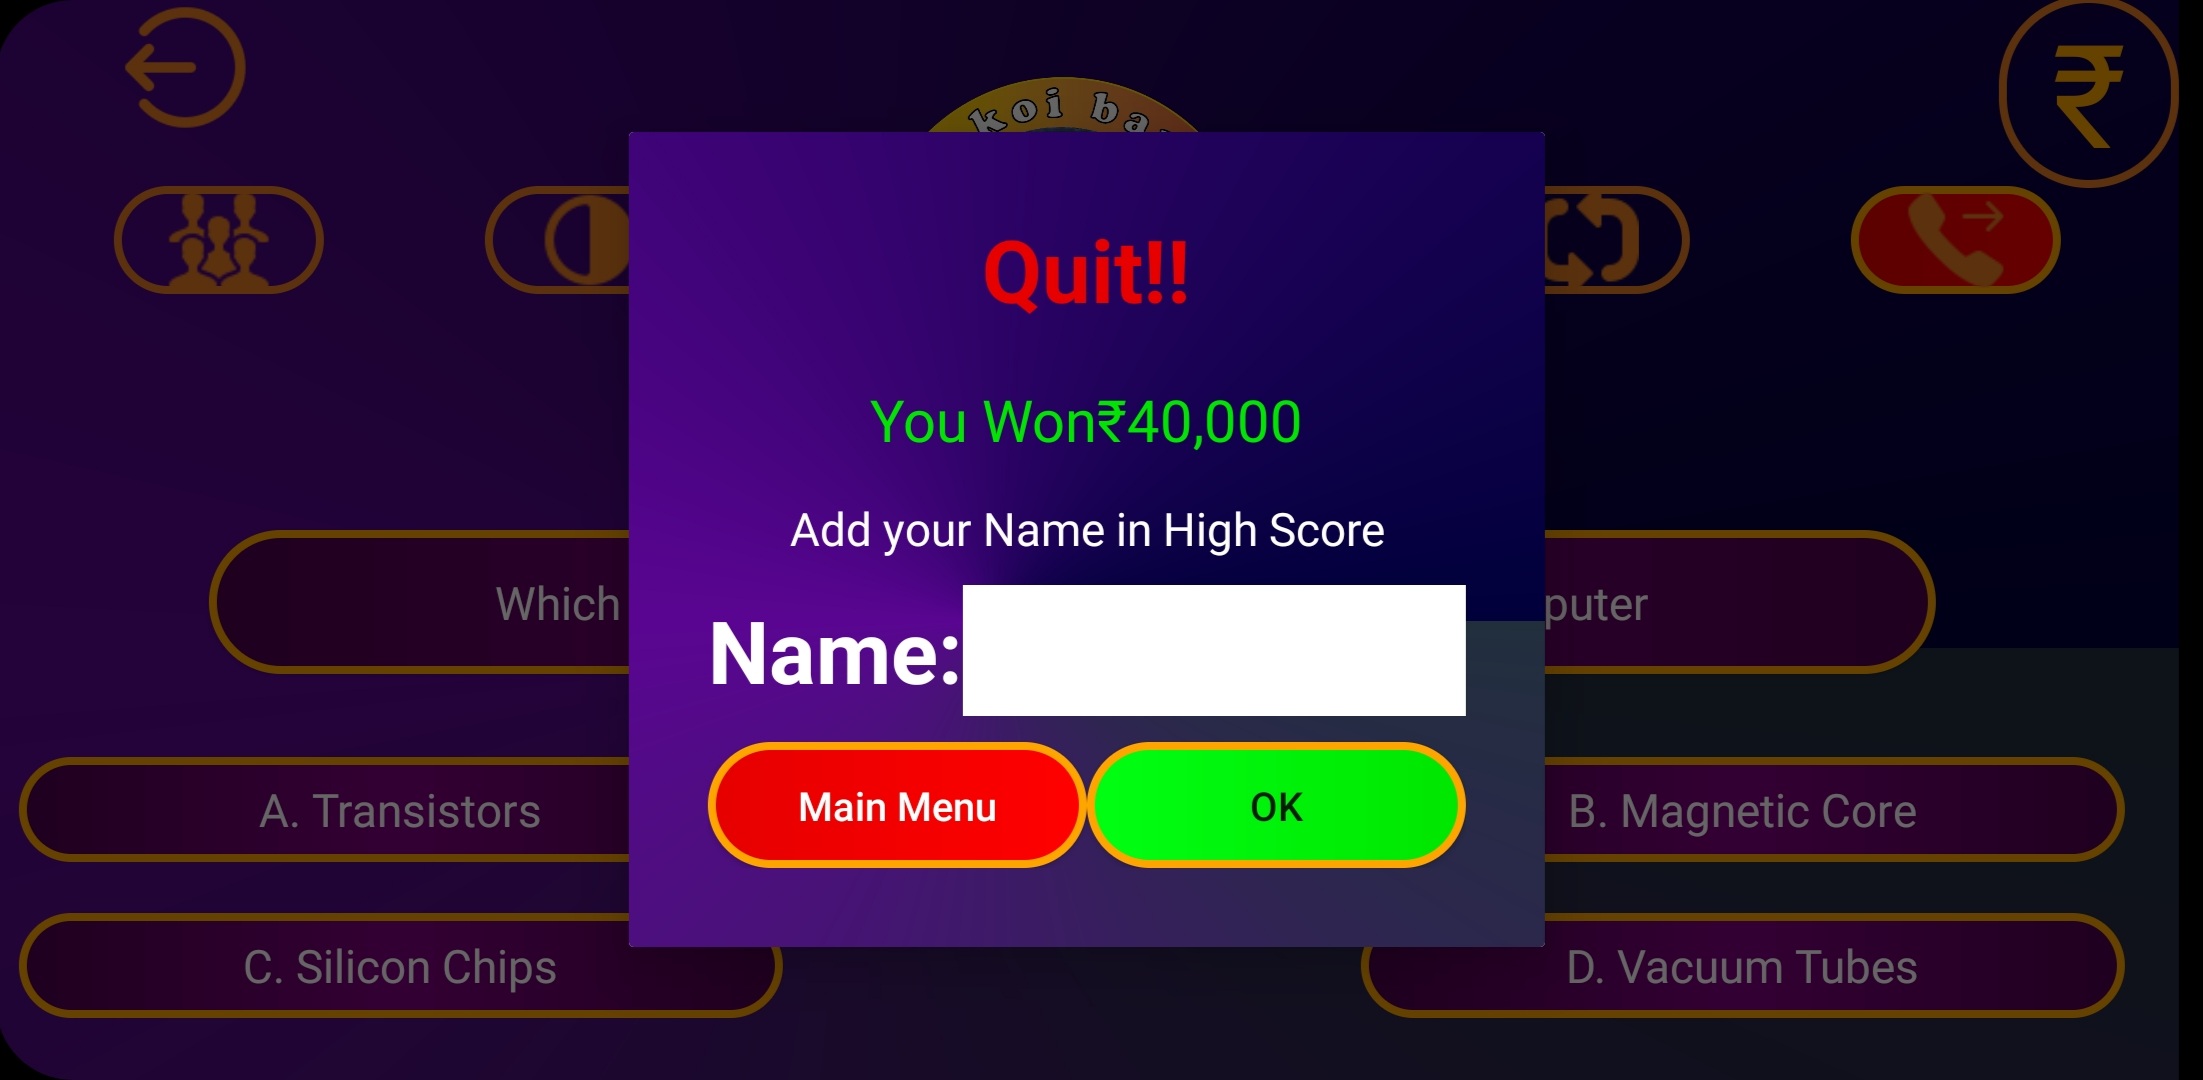 koi ba
Quit!!
You Won₹40,000
Add your Name in High Score
Which
puter
Name:
Main Menu
OK
A. Transistors
B. Magnetic Core
C. Silicon Chips
D. Vacuum Tubes